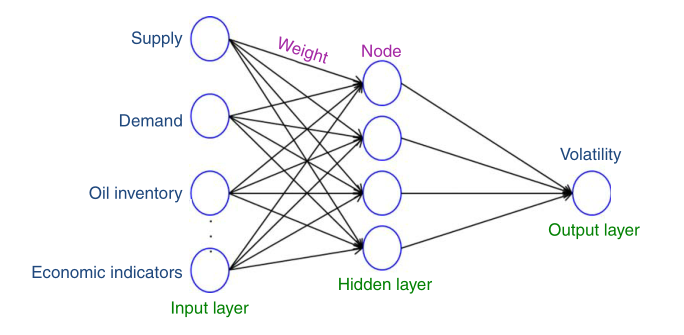 Supply
Weight
Node
Demand
Volatility
Oil inventory
Output layer
Economic indicators
Hidden layer
Input layer